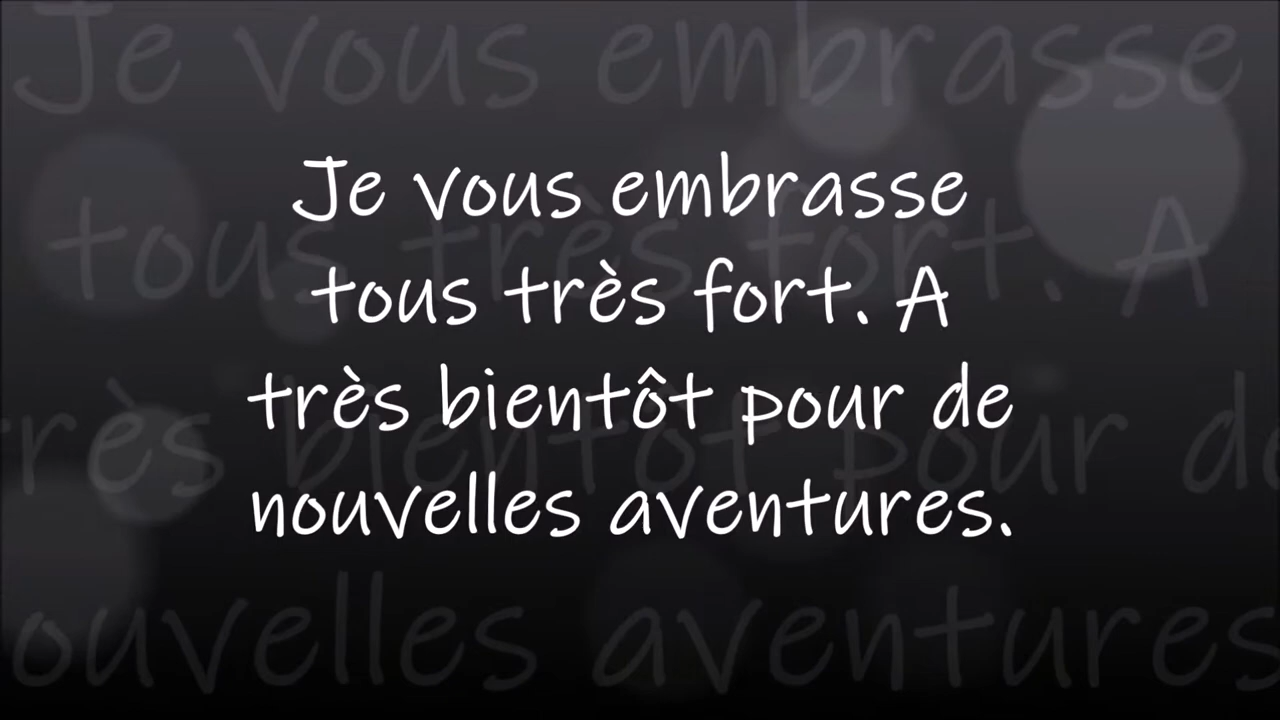 Je vous embrasse
tous très fort. A
très bientôt pour de
nouvelles aventures.